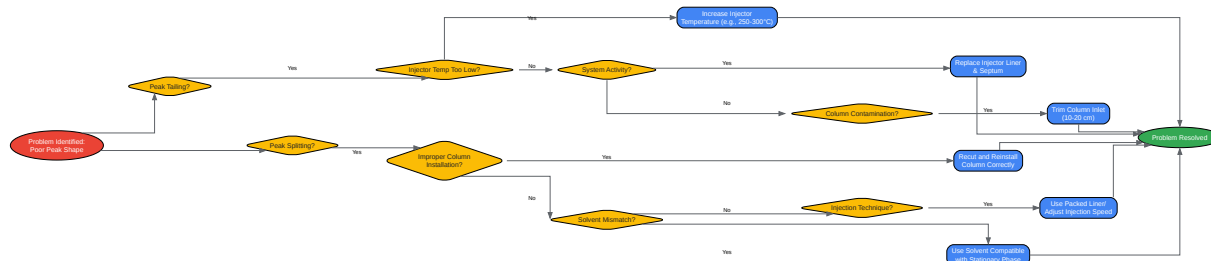 Increase Injector
Temperature (e.g., 250-300°C)
Yes
Injector Temp Too Low?
No
System Activity?
Yes
Replace Injector Liner
& Septum
Yes
Peak Tailing?
No
Column Contamination?
Yes
Trim Column Inlet
(10-20 cm)
Problem Identified:
Poor Peak Shape
Peak Splitting?
Yes
Improper Column
Installation?
Yes
Recut and Reinstall
Column Correctly
Problem Resolved
No
Solvent Mismatch?
No
Injection Technique?
Yes
Use Packed Liner/
Adjust Injection Speed
Yes
Use Solvent Compatible
with Stationary Phase